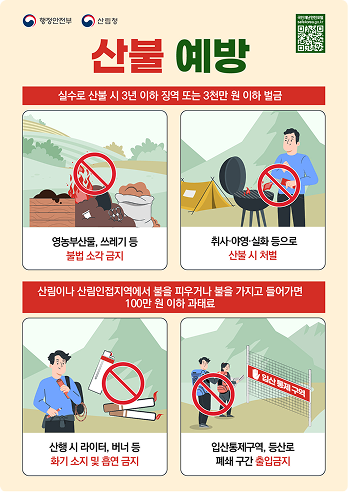 행정안전부 산림청
국민재난안전포털
safekorea.go.kr
산불 예방
실수로 산불 시 3년 이하 징역 또는 3천만 원 이하 벌금
영농부산물, 쓰레기 등
불법 소각 금지
취사·야영·실화 등으로
산불 시 처벌
산림이나 산림인접지역에서 불을 피우거나 불을 가지고 들어가면
100만 원 이하 과태료
입산 통제 구역
산행 시 라이터, 버너 등
화기 소지 및 흡연 금지
입산통제구역, 등산로
폐쇄 구간 출입금지